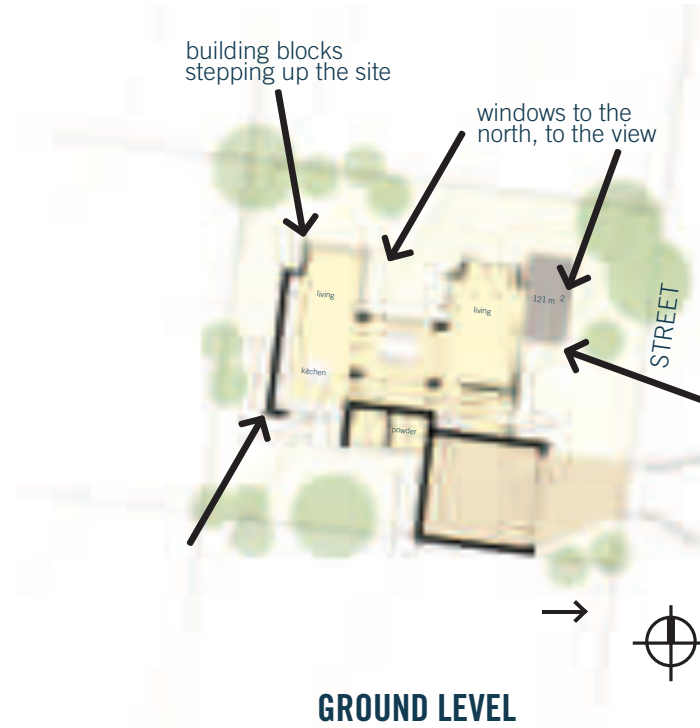 building blocks
stepping up the site
windows to the
north, to the view
living
121 m 2
living
STREET
kitchen
powder
GROUND LEVEL